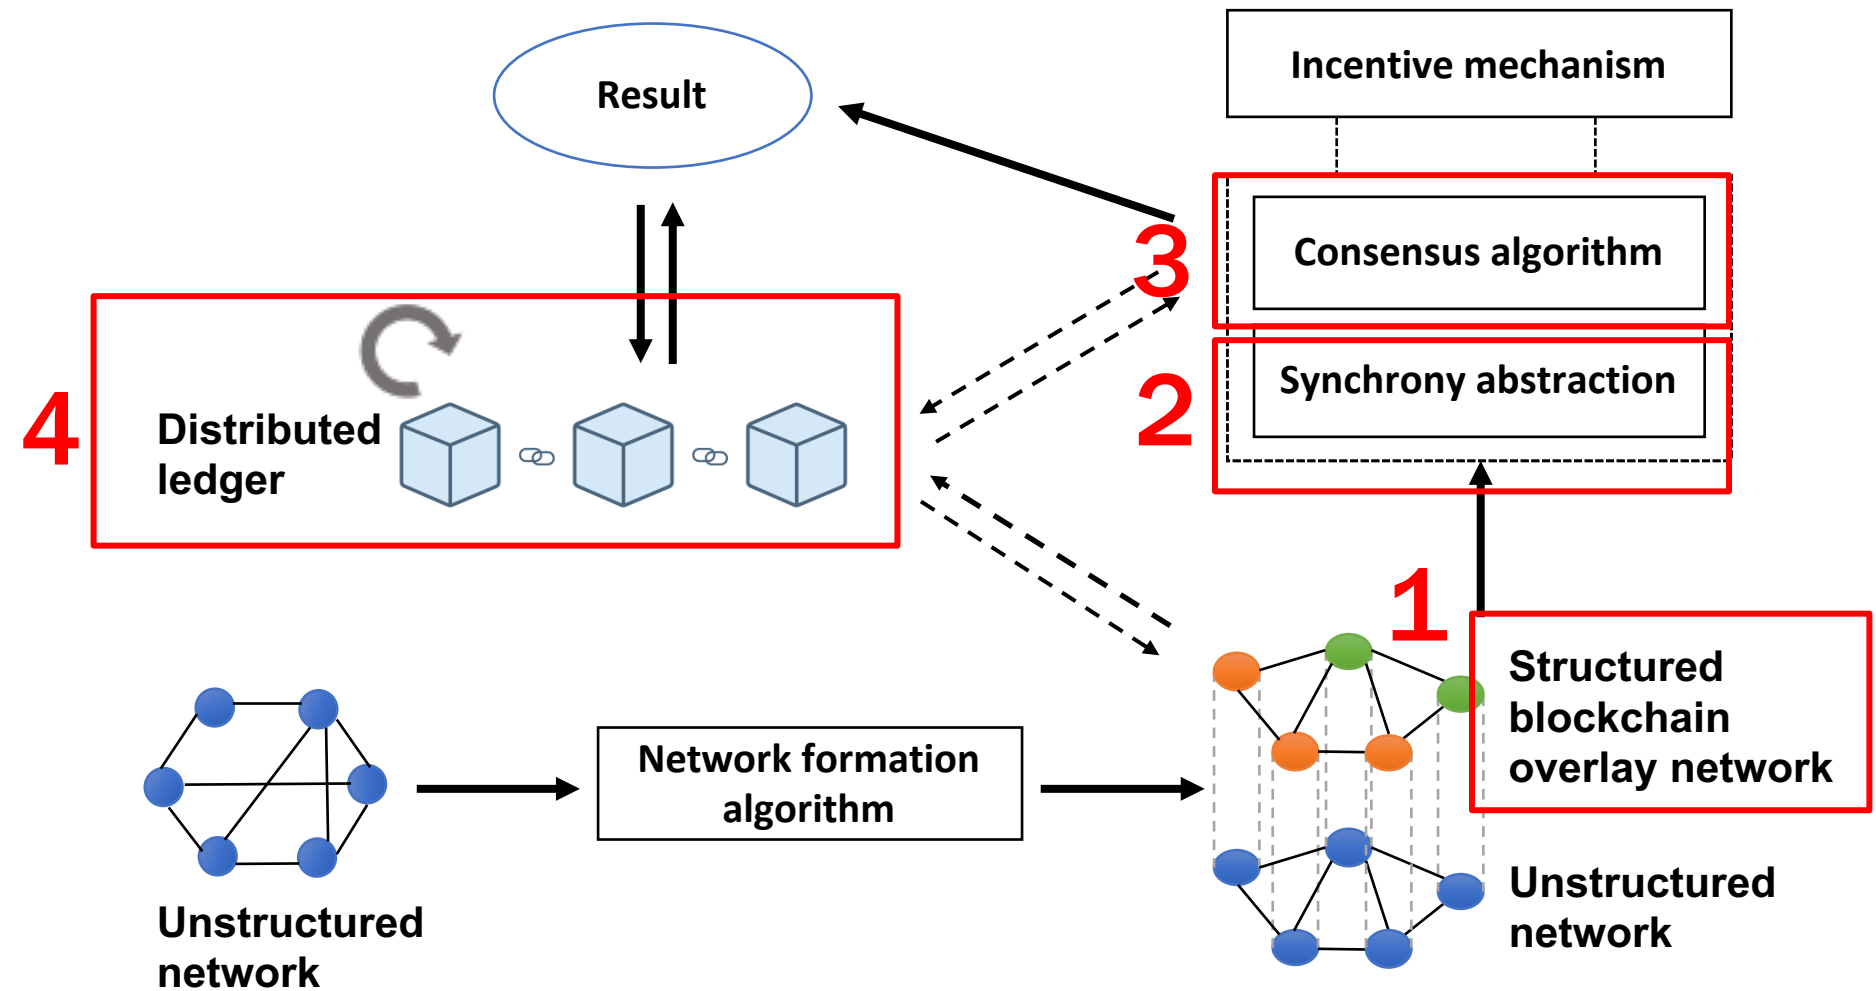 Result
Incentive mechanism
3
Consensus algorithm
2
Synchrony abstraction
4
Distributed
ledger
1
Structured
blockchain
overlay network
Network formation
algorithm
Unstructured
network
Unstructured
network